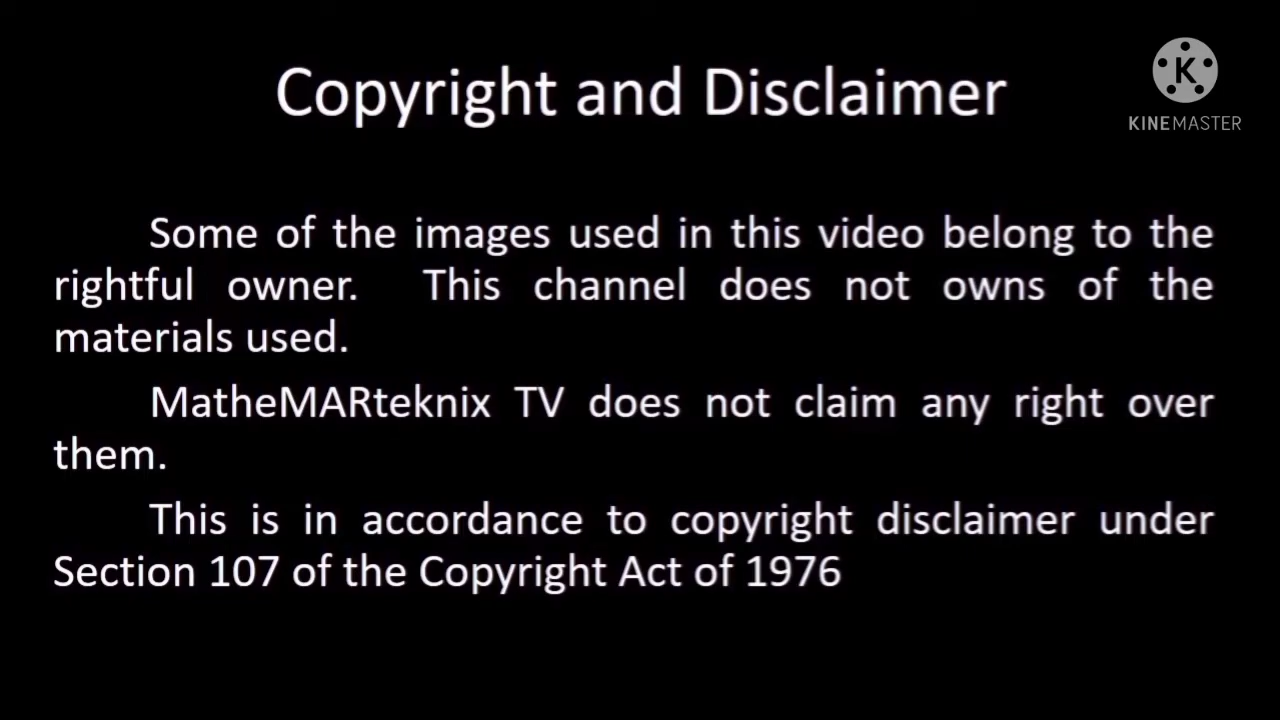 Copyright and Disclaimer
KINEMASTER
Some of the images used in this video belong to the
rightful owner. This channel does not owns of the
materials used.
MatheMARteknix TV does not claim any right over
them.
This is in accordance to copyright disclaimer under
Section 107 of the Copyright Act of 1976